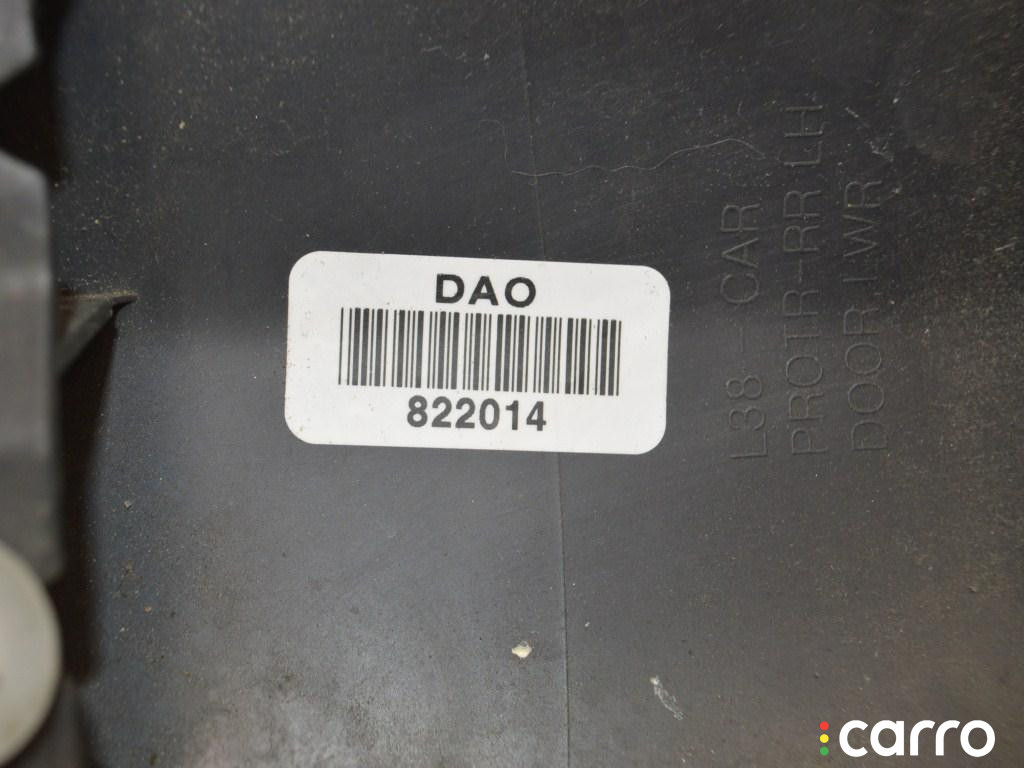 DAO
822014
L38-CAR
PROTR-RR LH
DOOR.LWR
carro